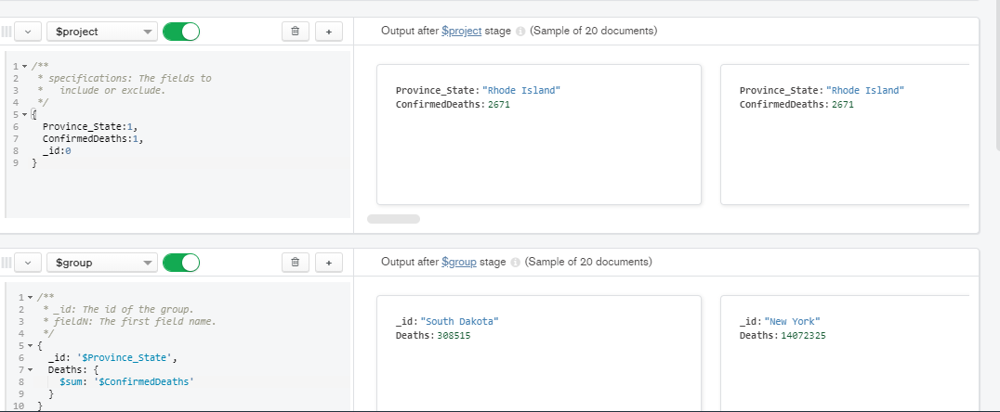 $project
Output after $project stage (Sample of 20 documents)
1 /**
2 * specifications: The fields to
3 * include or exclude.
4 */
5 {
6 Province_State:1,
7 ConfirmedDeaths:1,
8 _id:0
9 }
Province_State: "Rhode Island"
ConfirmedDeaths: 2671
Province_State: "Rhode Island"
ConfirmedDeaths: 2671
$group
Output after $group stage (Sample of 20 documents)
1 /**
2 * _id: The id of the group.
3 * fieldN: The first field name.
4 */
5 {
6 _id: '$Province_State',
7 Deaths: {
8 $sum: '$ConfirmedDeaths'
9 }
10 }
_id: "South Dakota"
Deaths: 308515
_id: "New York"
Deaths: 14072325